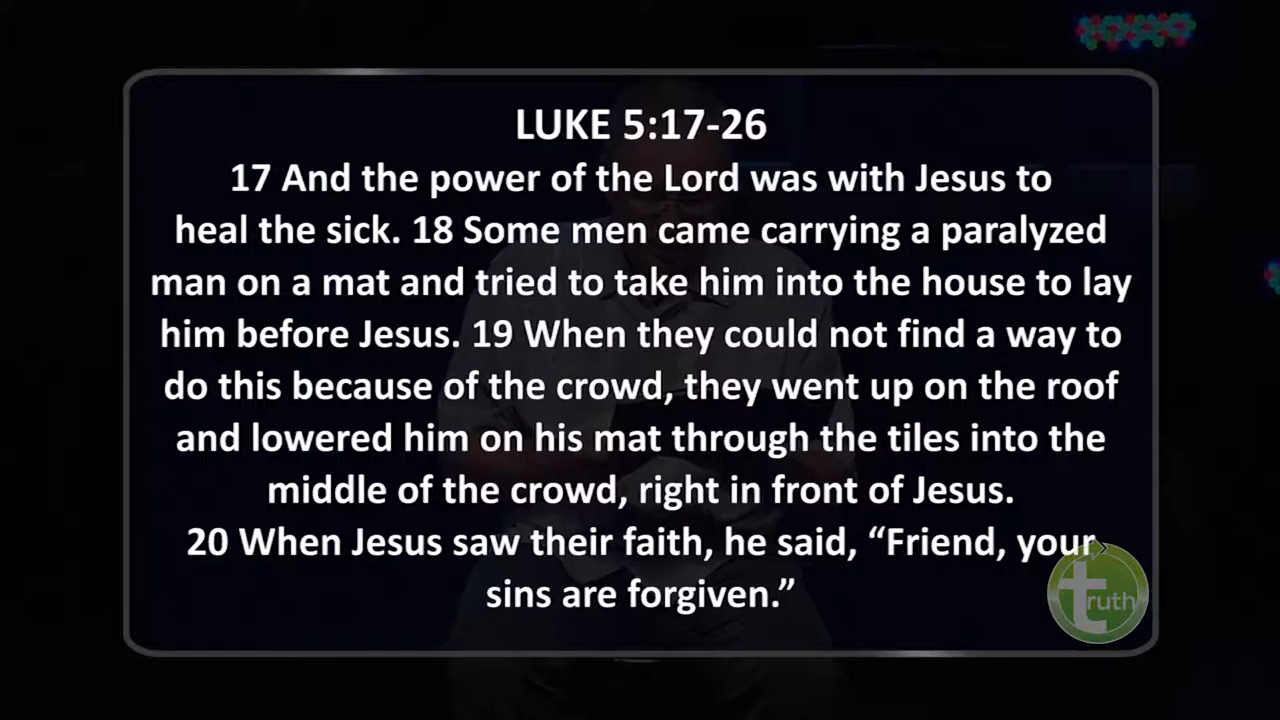 LUKE 5:17-26
17 And the power of the Lord was with Jesus to
heal the sick. 18 Some men came carrying a paralyzed
man on a mat and tried to take him into the house to lay
him before Jesus. 19 When they could not find a way to
do this because of the crowd, they went up on the roof
and lowered him on his mat through the tiles into the
middle of the crowd, right in front of Jesus.
20 When Jesus saw their faith, he said, “Friend, your
sins are forgiven.”
truth